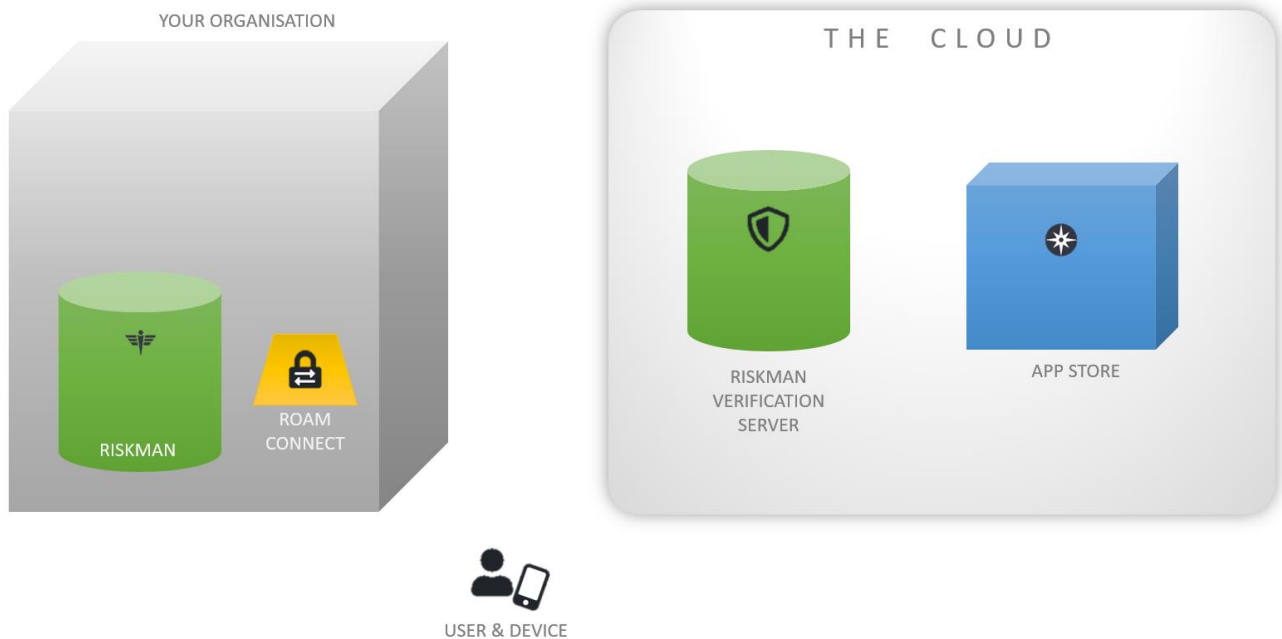 YOUR ORGANISATION
THE CLOUD
RISKMAN
ROAM
CONNECT
RISKMAN
VERIFICATION
SERVER
APP STORE
USER & DEVICE